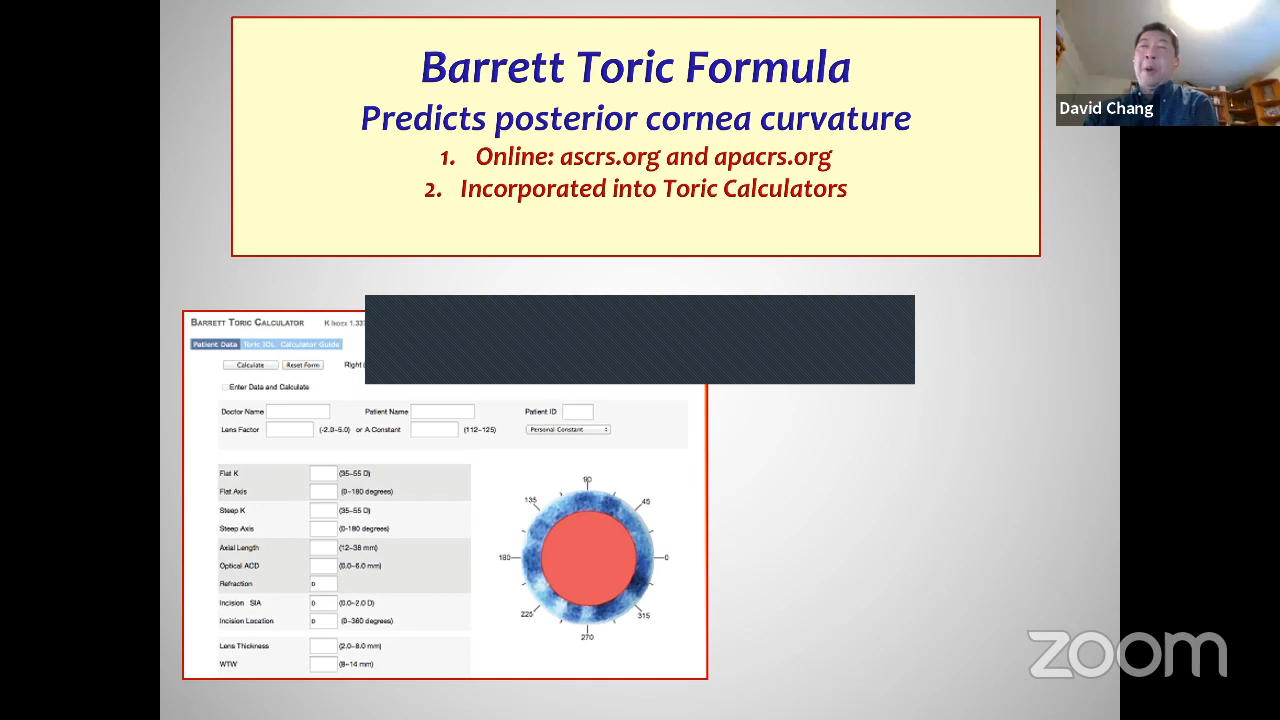 Barrett Toric Formula
Predicts posterior cornea curvature
1. Online: ascrs.org and apacrs.org
2. Incorporated into Toric Calculators
David Chang
BARRETT TORIC CALCULATOR K INDEX 1.33
Patient Data Toric IOL Calculator Guide
Calculate Reset Form Right (
Enter Data and Calculate
Doctor Name Patient Name Patient ID
Lens Factor (-2.0~5.0) or A Constant (112~125) Personal Constant
Flat K (35~55 D)
Flat Axis (0~180 degrees)
Steep K (35~55 D)
Steep Axis (0~180 degrees)
Axial Length (12~38 mm)
Optical ACD (0.0~6.0 mm)
Refraction 0
Incision SIA 0 (0.0~2.0 D)
Incision Location 0 (0~360 degrees)
Lens Thickness (2.0~8.0 mm)
WTW (8~14 mm)
90
135 45
180 0
225 315
270
zoom